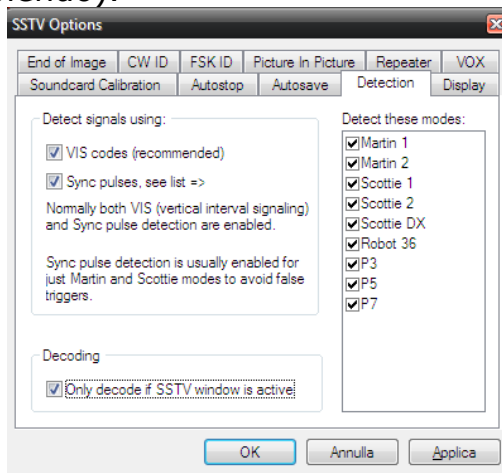 SSTV Options
End of Image CW ID FSK ID Picture In Picture Repeater VOX
Soundcard Calibration Autostop Autosave Detection Display
Detect signals using:
VIS codes (recommended)
Sync pulses, see list =>
Normally both VIS (vertical interval signaling)
and Sync pulse detection are enabled.
Sync pulse detection is usually enabled for
just Martin and Scottie modes to avoid false
triggers.
Detect these modes:
Martin 1
Martin 2
Scottie 1
Scottie 2
Scottie DX
Robot 36
P3
P5
P7
Decoding
Only decode if SSTV window is active
OK Annulla Applica